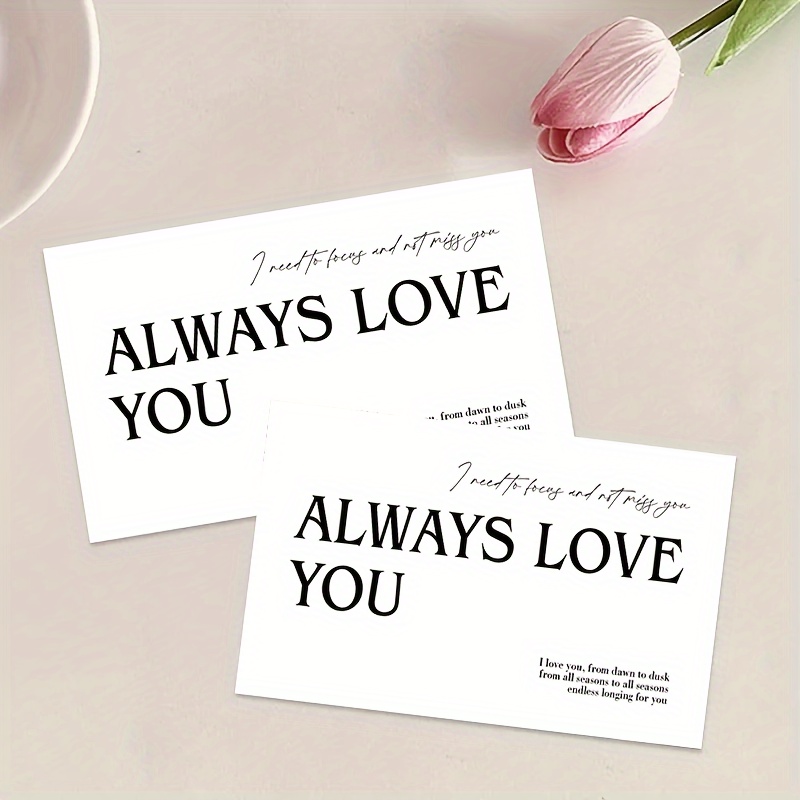 I need to focus and not miss you
ALWAYS LOVE
YOU
from dawn to dusk
to all seasons
for you
I need to focus and not miss you
ALWAYS LOVE
YOU
I love you, from dawn to dusk
from all seasons to all seasons
endless longing for you